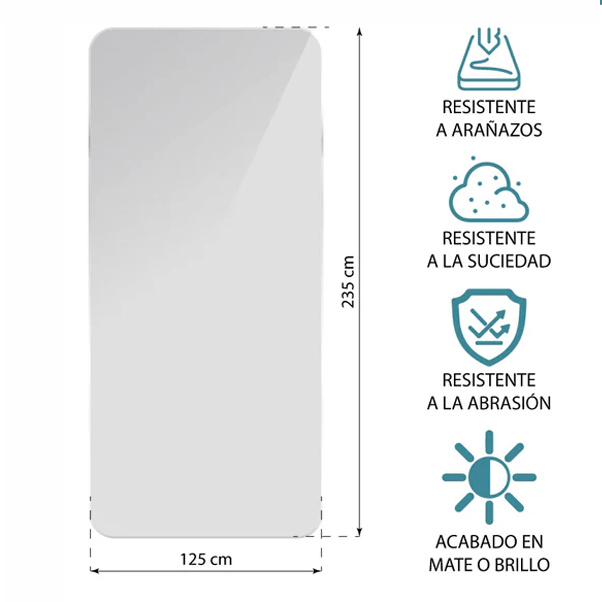 RESISTENTE
A ARAÑAZOS
RESISTENTE
A LA SUCIEDAD
235 cm
RESISTENTE
A LA ABRASIÓN
ACABADO EN
MATE O BRILLO
125 cm